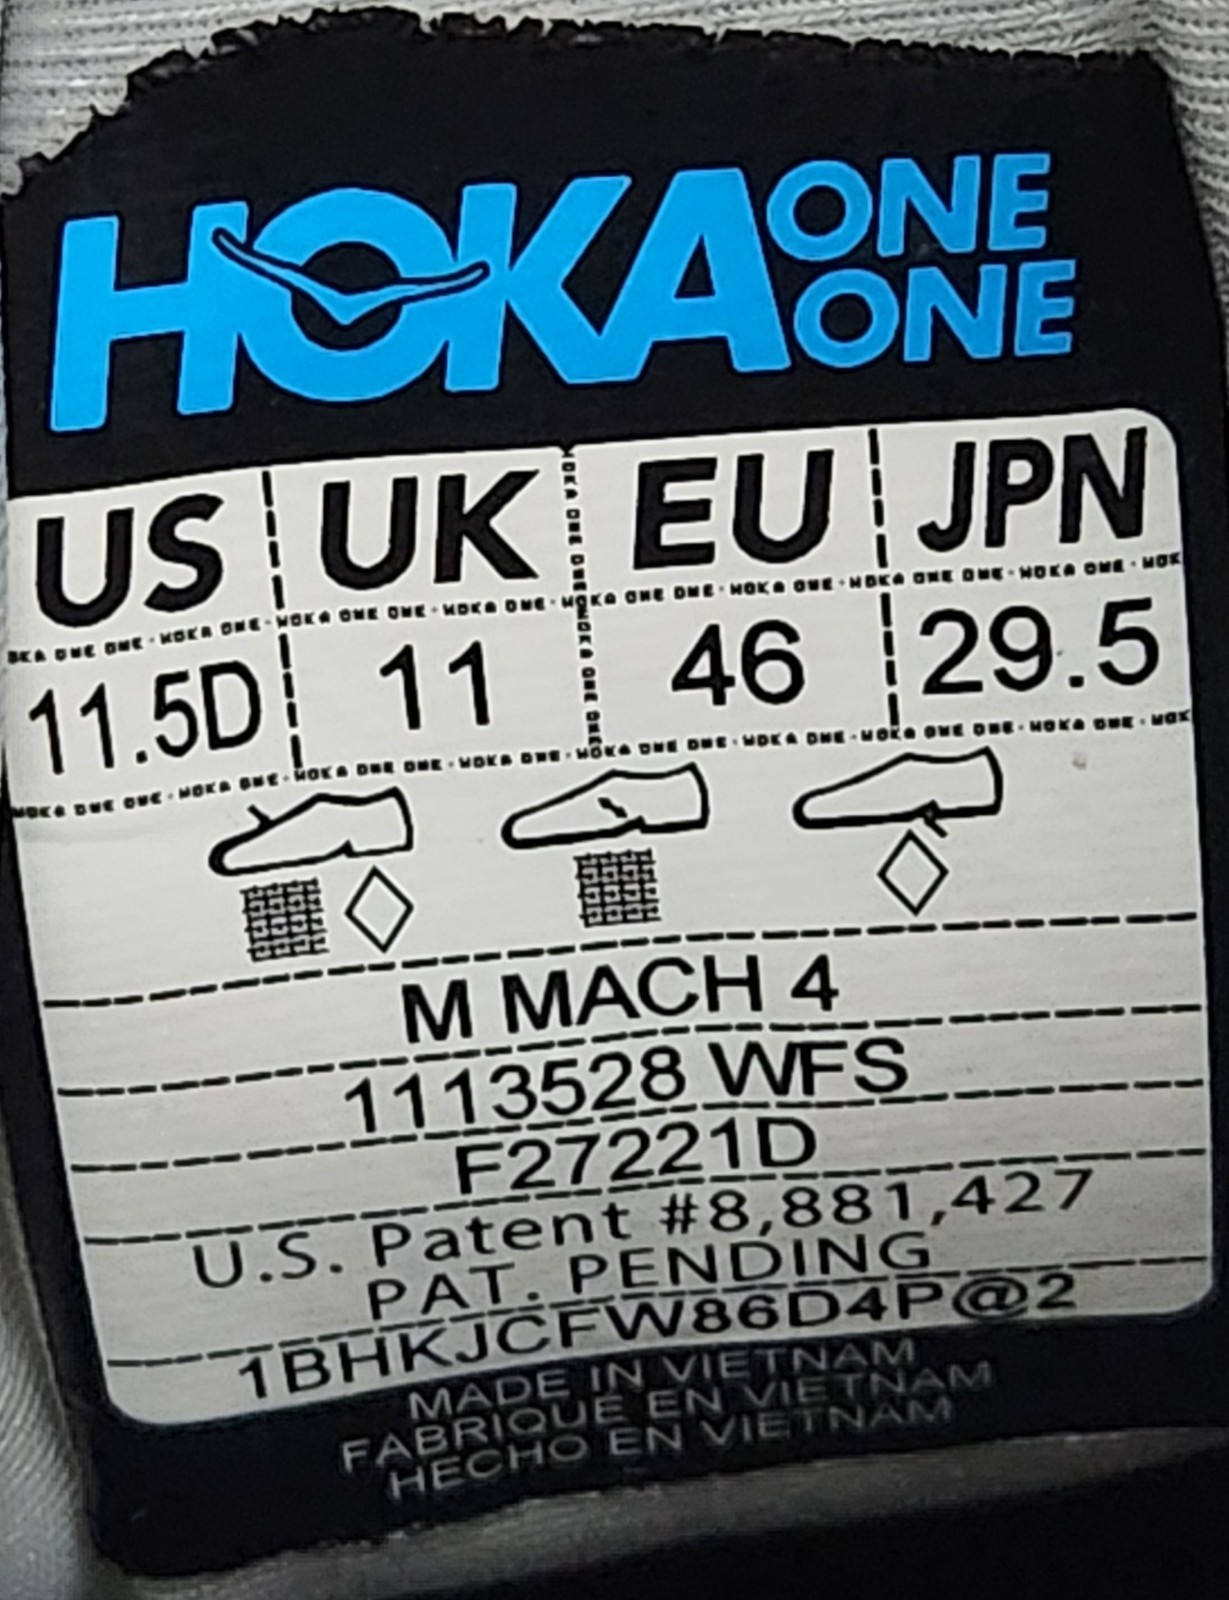 HOKA ONE ONE
US UK EU JPN
11.5D 11 46 29.5
M MACH 4
1113528 WFS
F27221D
U.S. Patent #8,881,427
PAT. PENDING
1BHKJCFW86D4P@2
MADE IN VIETNAM
FABRIQUE EN VIETNAM
HECHO EN VIETNAM